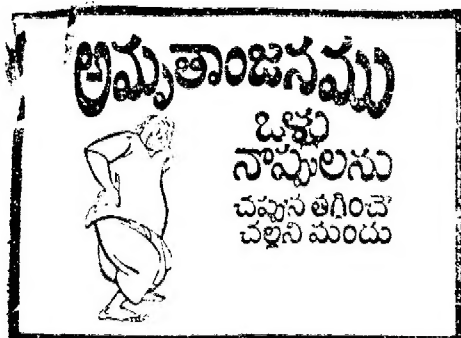 అమృతాంజనము
ఒళ్ళు
నొప్పులను
చప్పున తగ్గించే
చల్లని మందు